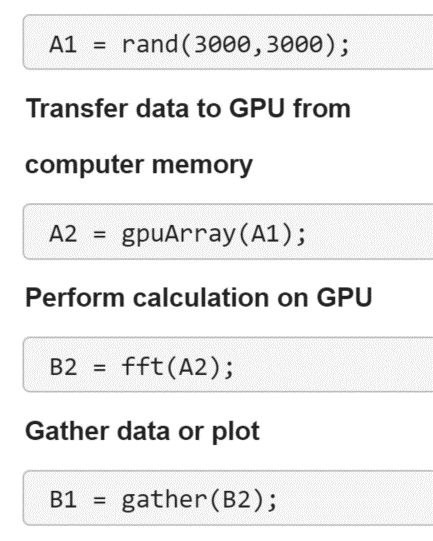 A1 = rand(3000,3000);
Transfer data to GPU from
computer memory
A2 = gpuArray(A1);
Perform calculation on GPU
B2 = fft(A2);
Gather data or plot
B1 = gather(B2);